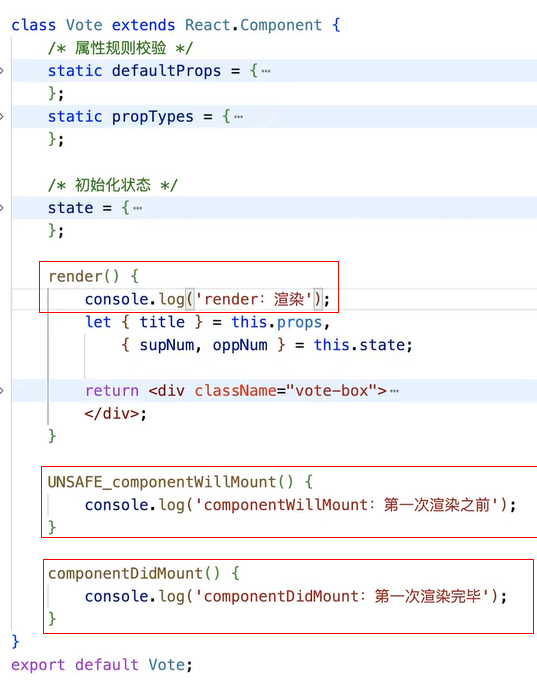 class Vote extends React.Component {
/* 属性规则校验 */
static defaultProps = {…
};
static propTypes = {…
};
/* 初始化状态 */
state = {…
};
render() {
console.log('render：渲染');
let { title } = this.props,
{ supNum, oppNum } = this.state;
return <div className="vote-box">…
</div>;
}
UNSAFE_componentWillMount() {
console.log('componentWillMount：第一次渲染之前');
}
componentDidMount() {
console.log('componentDidMount：第一次渲染完毕');
}
}
export default Vote;